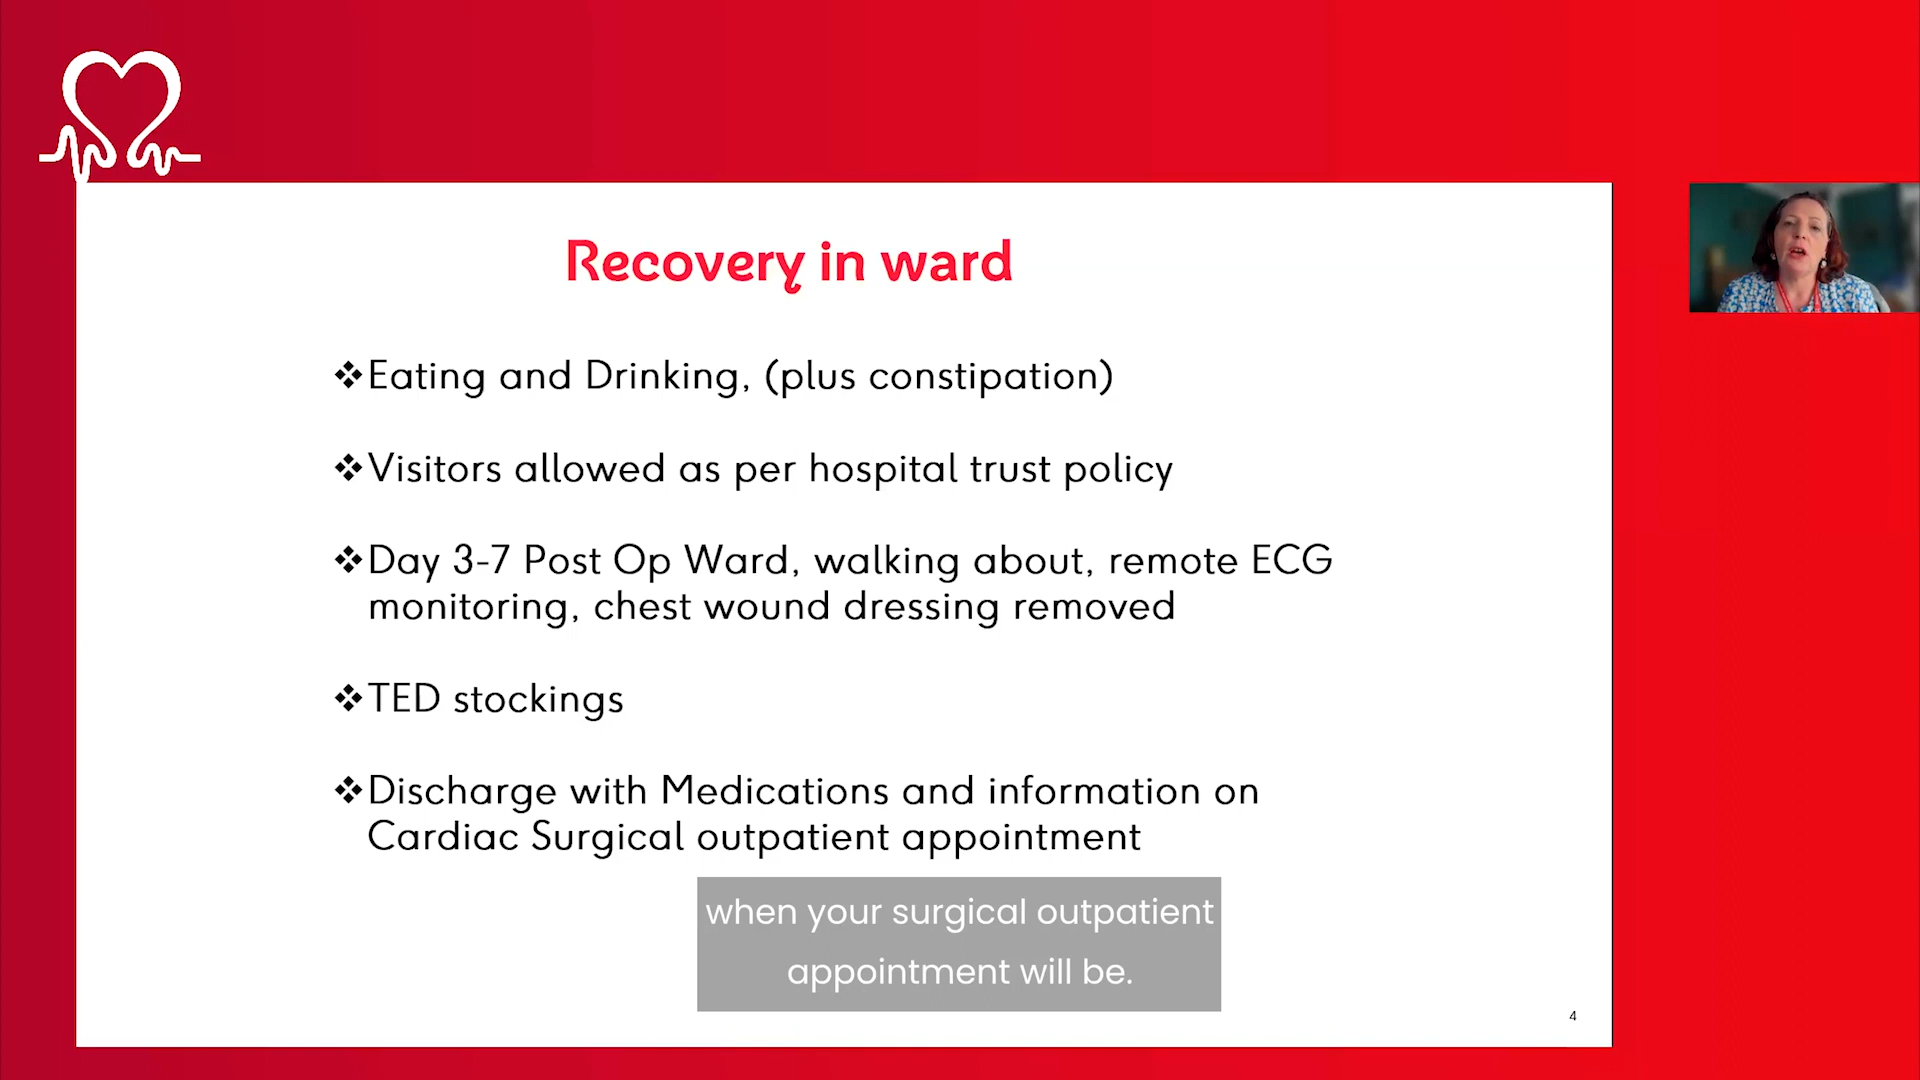 Recovery in ward
❖Eating and Drinking, (plus constipation)
❖Visitors allowed as per hospital trust policy
❖Day 3-7 Post Op Ward, walking about, remote ECG
monitoring, chest wound dressing removed
❖TED stockings
❖Discharge with Medications and information on
Cardiac Surgical outpatient appointment
when your surgical outpatient
appointment will be.
4